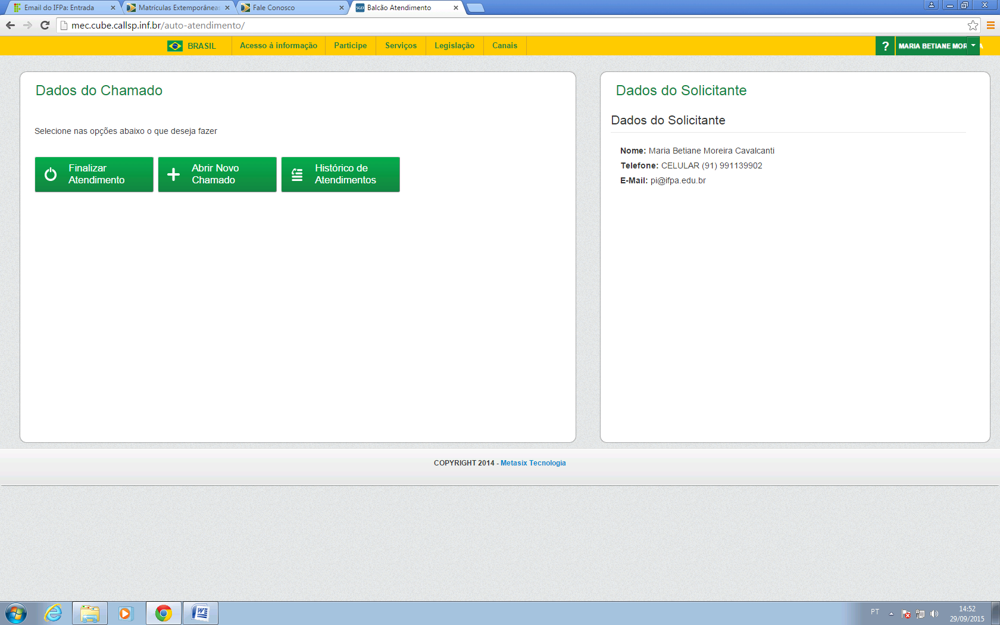 Email do IFPa: Entrada
Matrículas Extemporâneas
Fale Conosco
SGD
Balcão Atendimento
mec.cube.callsp.inf.br/auto-atendimento/
BRASIL
Acesso à informação
Participe
Serviços
Legislação
Canais
?
MARIA BETIANE MOR
Dados do Chamado
Selecione nas opções abaixo o que deseja fazer
Finalizar
Atendimento
Abrir Novo
Chamado
Histórico de
Atendimentos
Dados do Solicitante
Dados do Solicitante
Nome: Maria Betiane Moreira Cavalcanti
Telefone: CELULAR (91) 991139902
E-Mail: pi@ifpa.edu.br
COPYRIGHT 2014 - Metasix Tecnologia
PT
14:52
29/09/2015